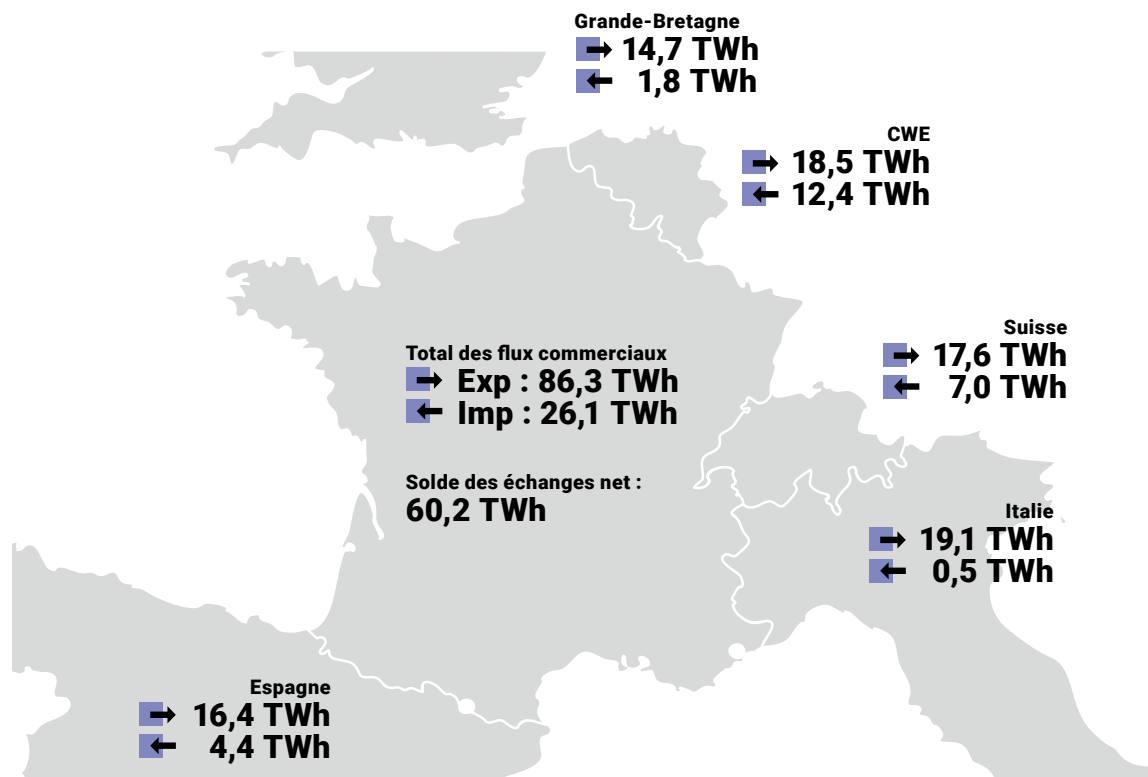 Grande-Bretagne
14,7 TWh
1,8 TWh
CWE
18,5 TWh
12,4 TWh
Suisse
17,6 TWh
7,0 TWh
Total des flux commerciaux
Exp : 86,3 TWh
Imp : 26,1 TWh
Solde des échanges net :
60,2 TWh
Italie
19,1 TWh
0,5 TWh
Espagne
16,4 TWh
4,4 TWh